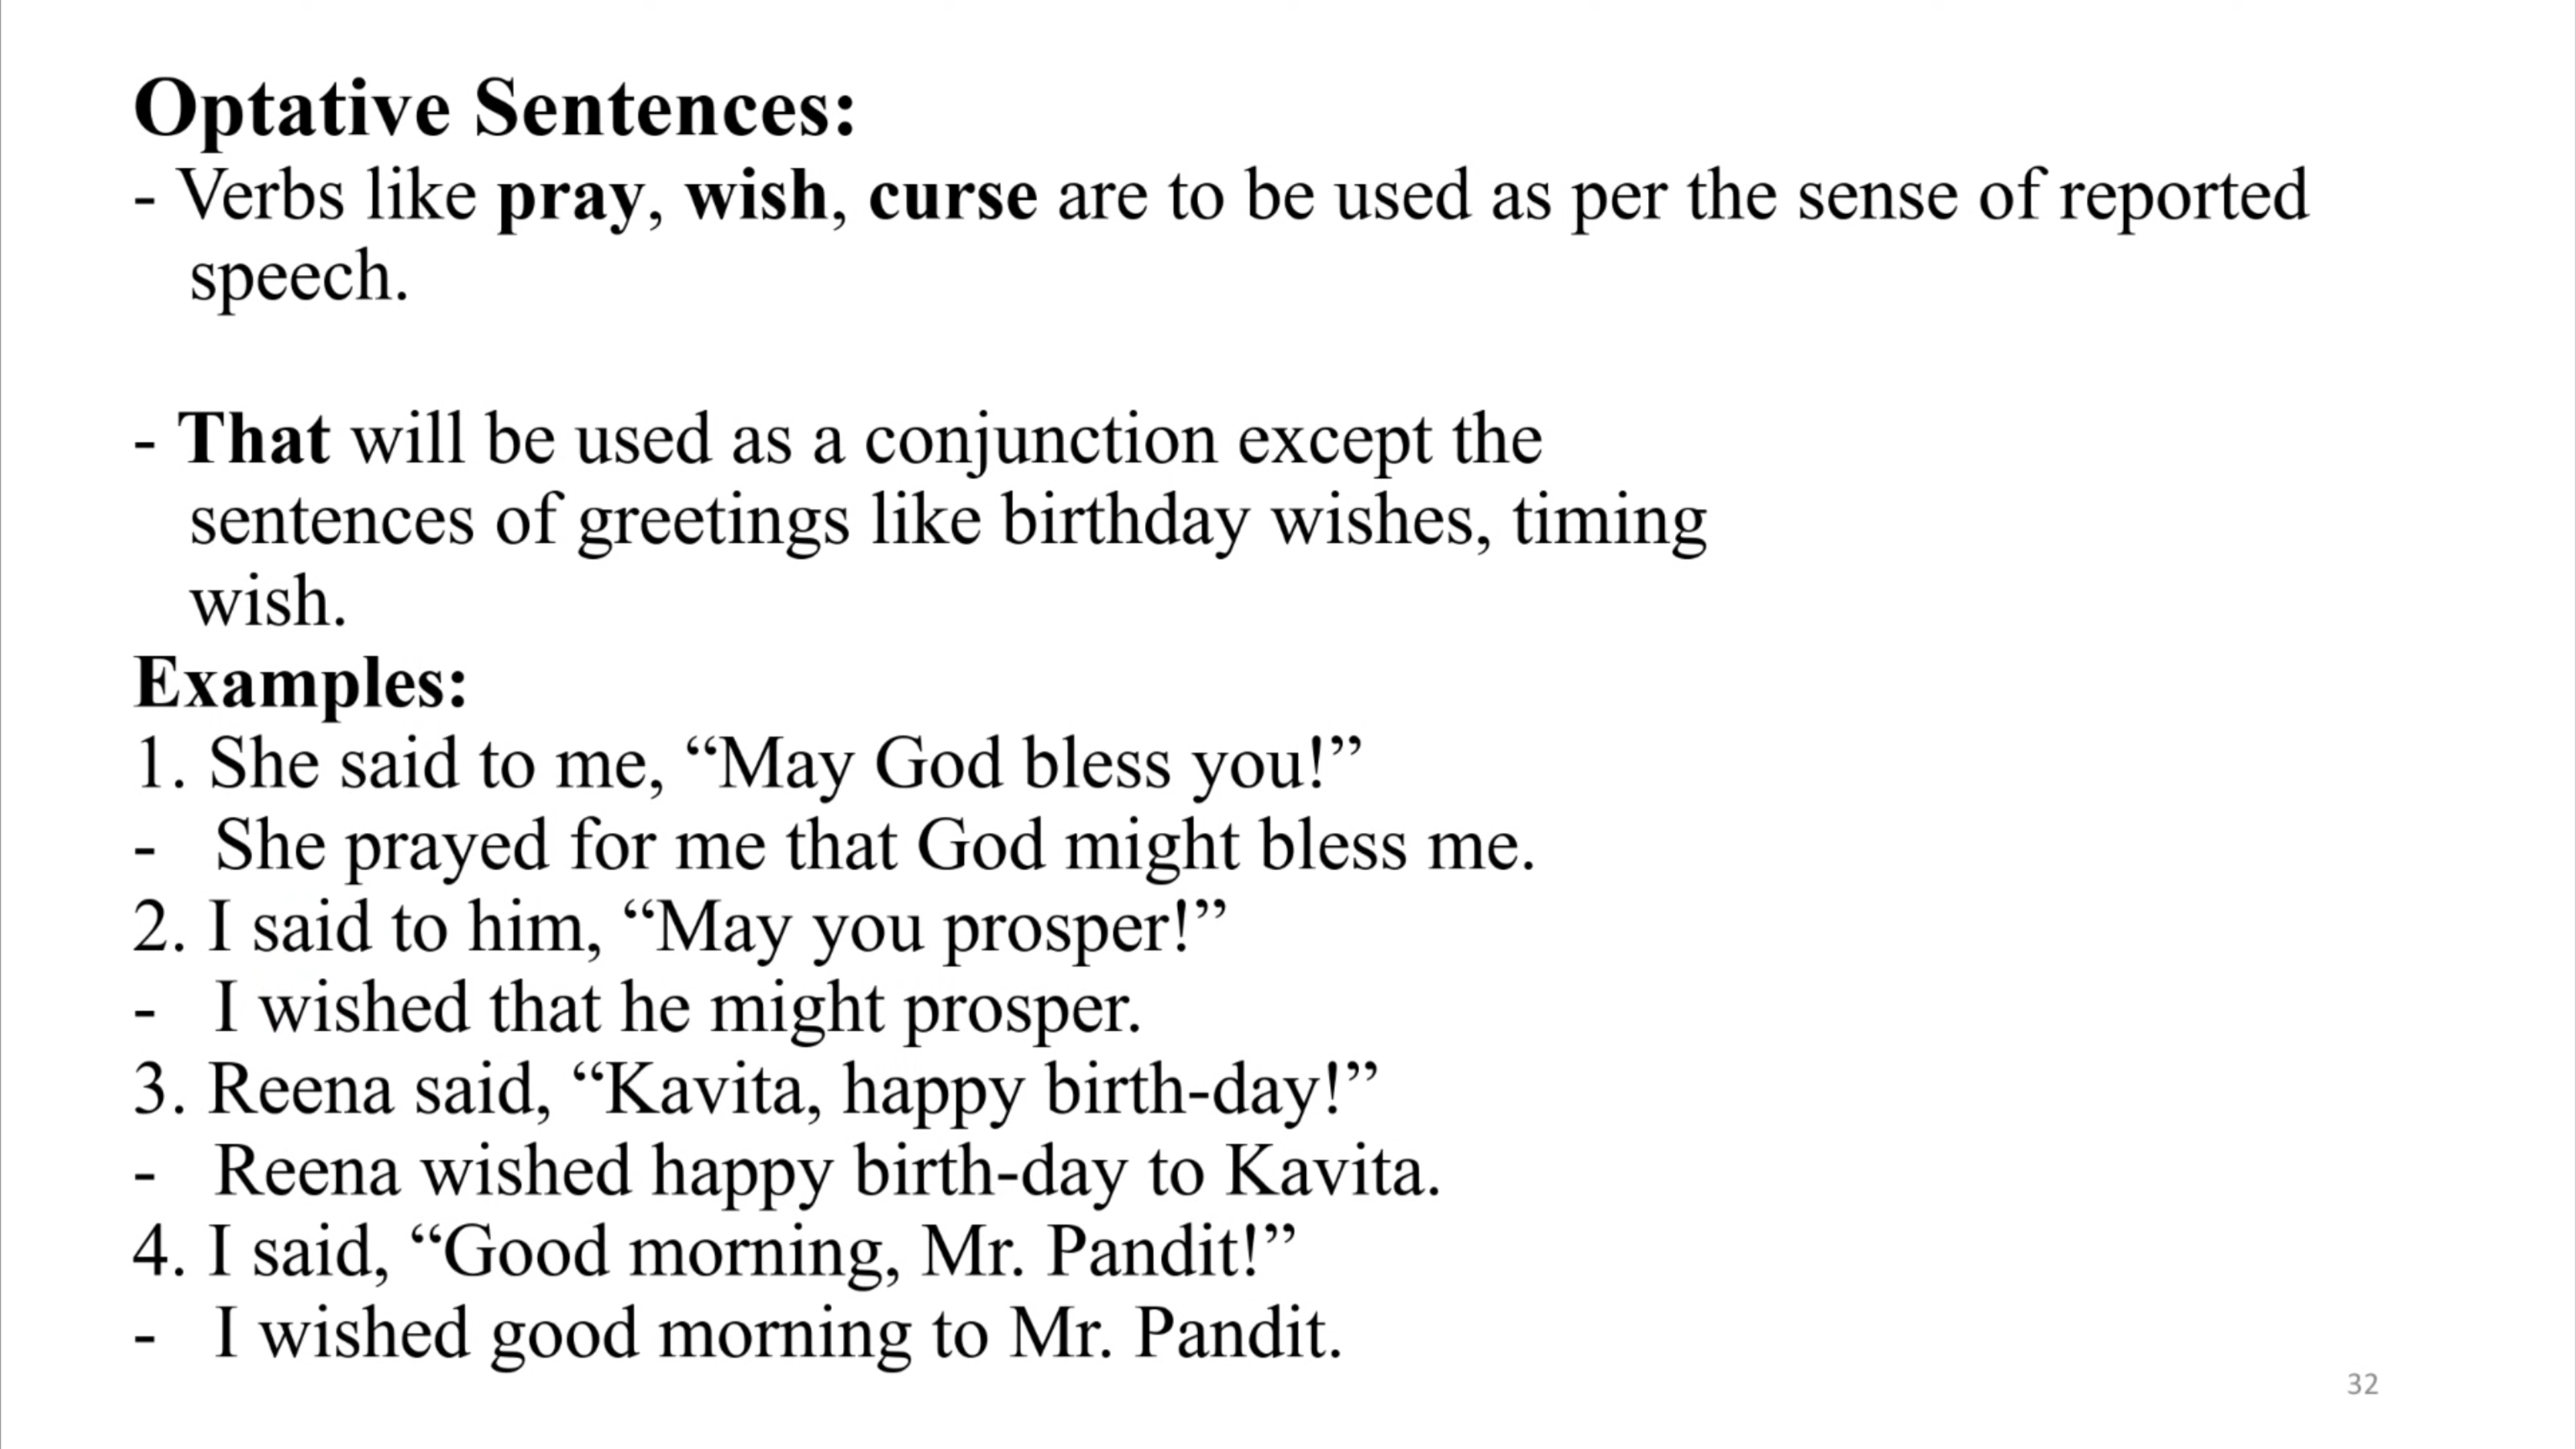 Optative Sentences:
- Verbs like pray, wish, curse are to be used as per the sense of reported
speech.
- That will be used as a conjunction except the
sentences of greetings like birthday wishes, timing
wish.
Examples:
1. She said to me, “May God bless you!”
- She prayed for me that God might bless me.
2. I said to him, “May you prosper!”
- I wished that he might prosper.
3. Reena said, “Kavita, happy birth-day!”
- Reena wished happy birth-day to Kavita.
4. I said, “Good morning, Mr. Pandit!”
- I wished good morning to Mr. Pandit.
32